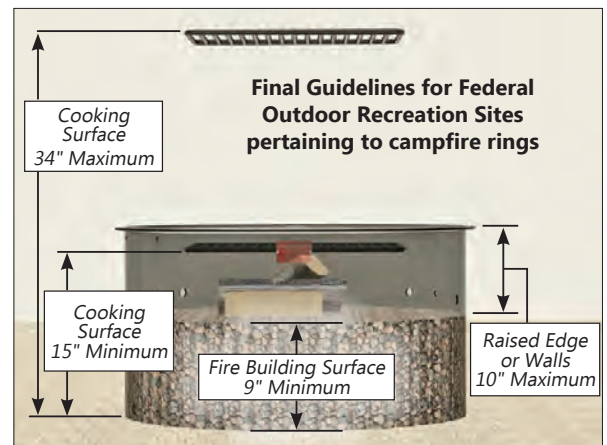 Final Guidelines for Federal
Outdoor Recreation Sites
pertaining to campfire rings
Cooking
Surface
34" Maximum
Cooking
Surface
15" Minimum
Fire Building Surface
9" Minimum
Raised Edge
or Walls
10" Maximum